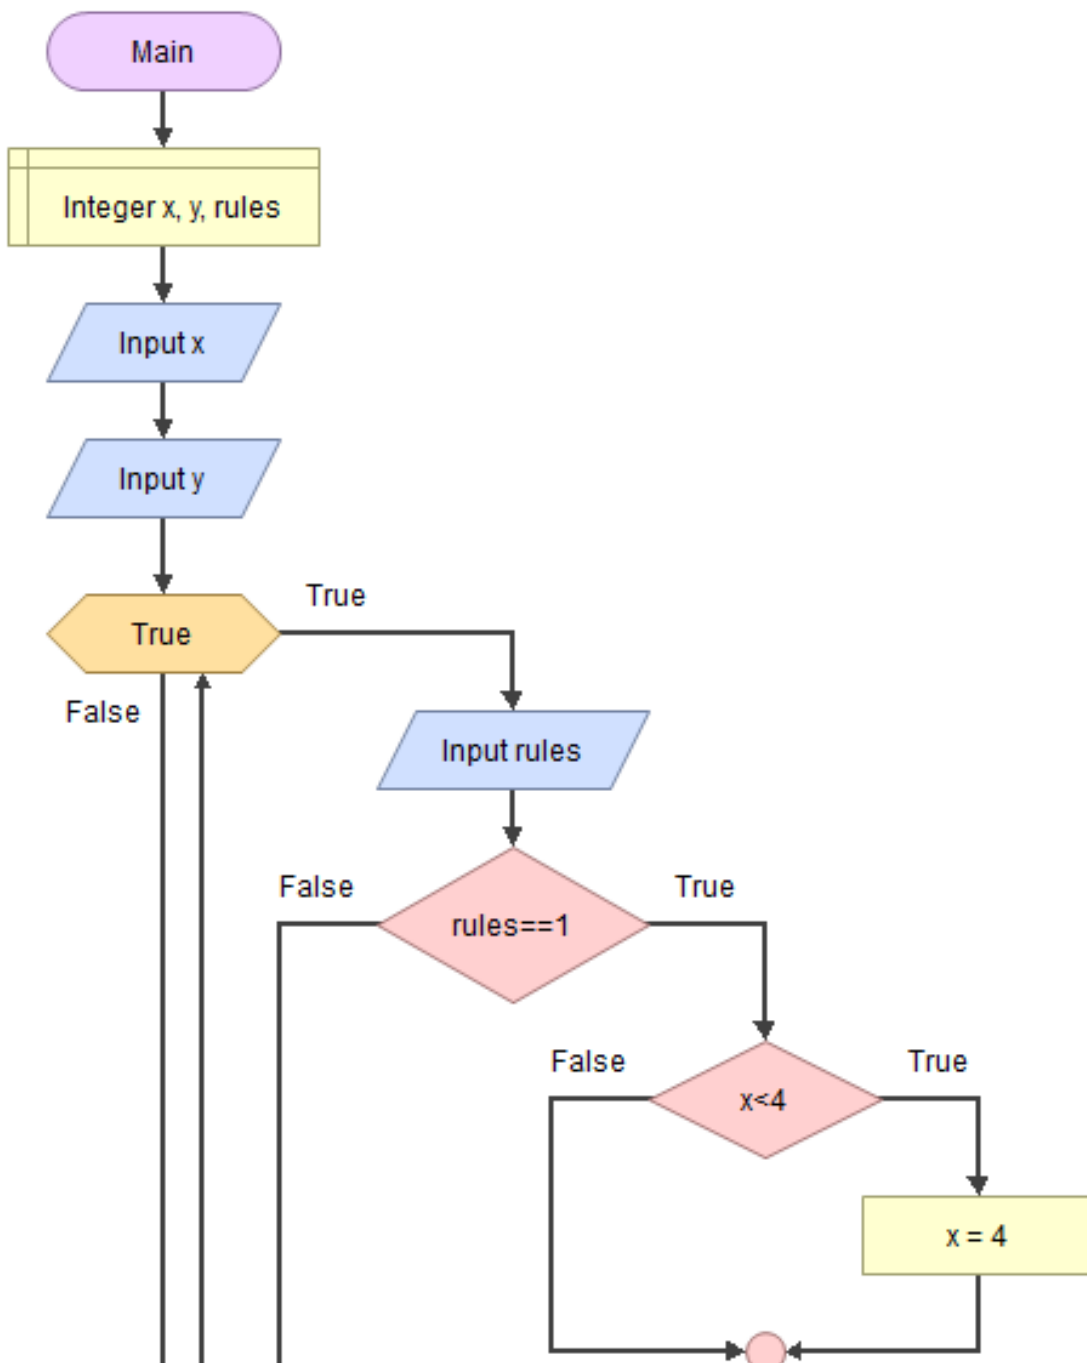 Main
Integer x, y, rules
Input x
Input y
True
True
False
Input rules
False
True
rules==1
False
True
x<4
x = 4